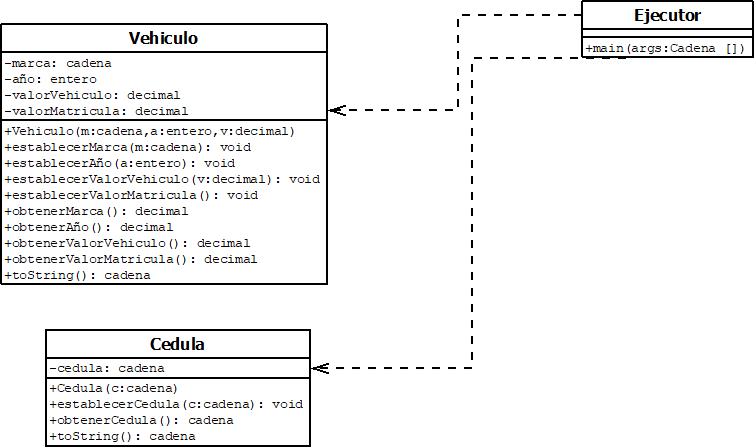 Vehiculo
-marca: cadena
-año: entero
-valorVehiculo: decimal
-valorMatricula: decimal
+Vehiculo(m:cadena,a:entero,v:decimal)
+establecerMarca(m:cadena): void
+establecerAño(a:entero): void
+establecerValorVehiculo(v:decimal): void
+establecerValorMatricula(): void
+obtenerMarca(): decimal
+obtenerAño(): decimal
+obtenerValorVehiculo(): decimal
+obtenerValorMatricula(): decimal
+toString(): cadena
Ejecutor
+main(args:Cadena [])
Cedula
-cedula: cadena
+Cedula(c:cadena)
+establecerCedula(c:cadena): void
+obtenerCedula(): cadena
+toString(): cadena